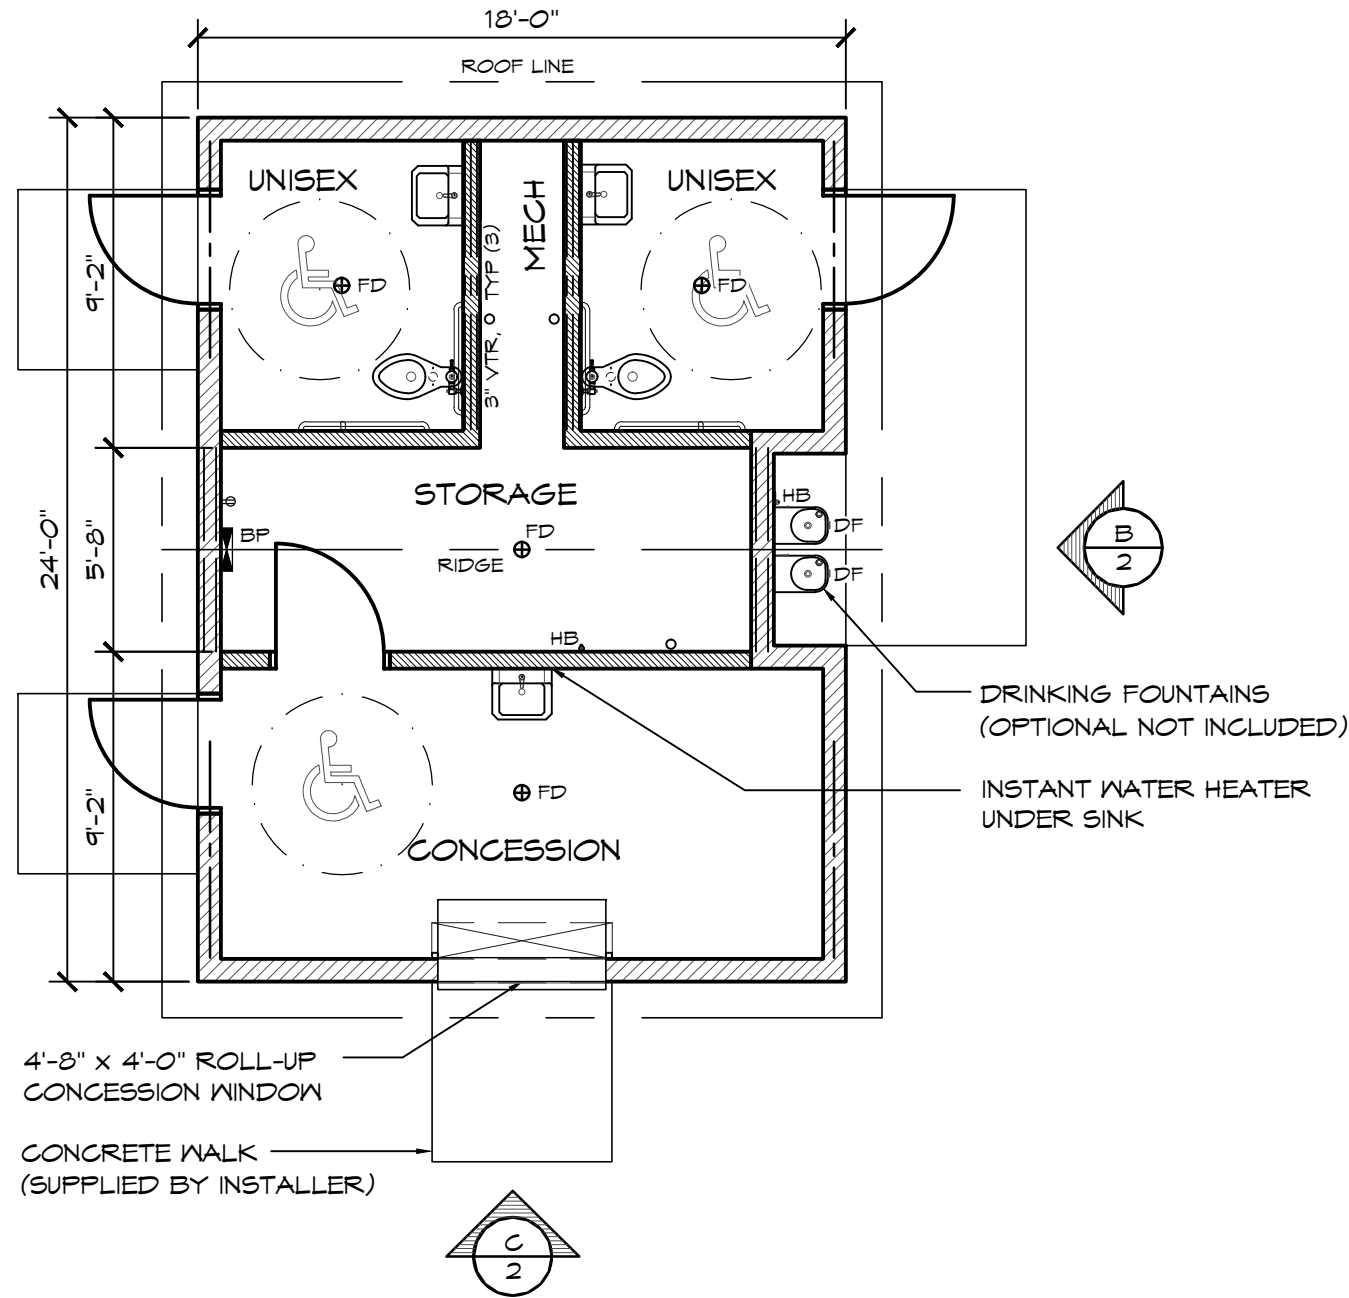 18'-0"
ROOF LINE
UNISEX
MECH
UNISEX
3" VTR, TYP (3)
FD
FD
9'-2"
24'-0"
5'-8"
9'-2"
STORAGE
BP
FD
RIDGE
HB
HB
DF
DF
B
2
DRINKING FOUNTAINS
(OPTIONAL NOT INCLUDED)
INSTANT WATER HEATER
UNDER SINK
FD
CONCESSION
4'-8" x 4'-0" ROLL-UP
CONCESSION WINDOW
CONCRETE WALK
(SUPPLIED BY INSTALLER)
C
2